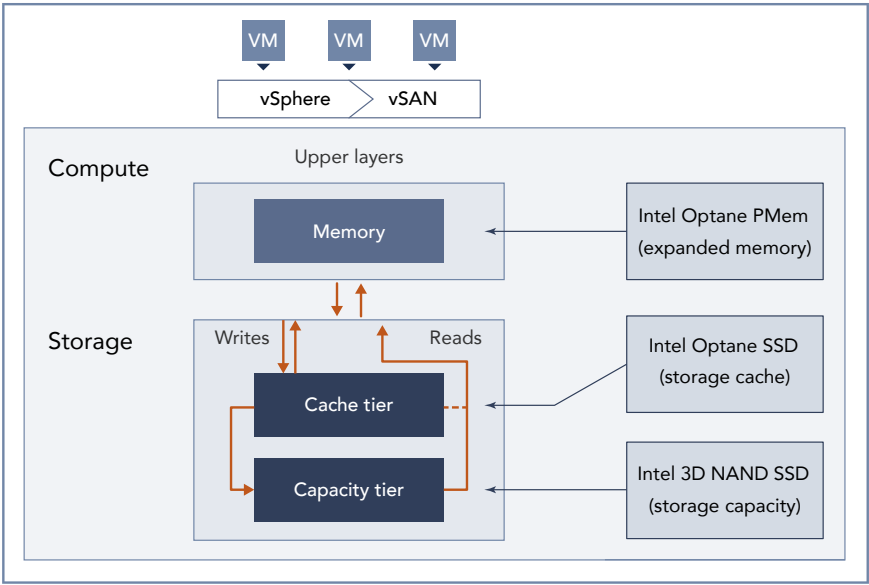 VM
VM
VM
vSphere
vSAN
Upper layers
Compute
Memory
Intel Optane PMem
(expanded memory)
Storage
Writes
Reads
Intel Optane SSD
(storage cache)
Cache tier
Capacity tier
Intel 3D NAND SSD
(storage capacity)